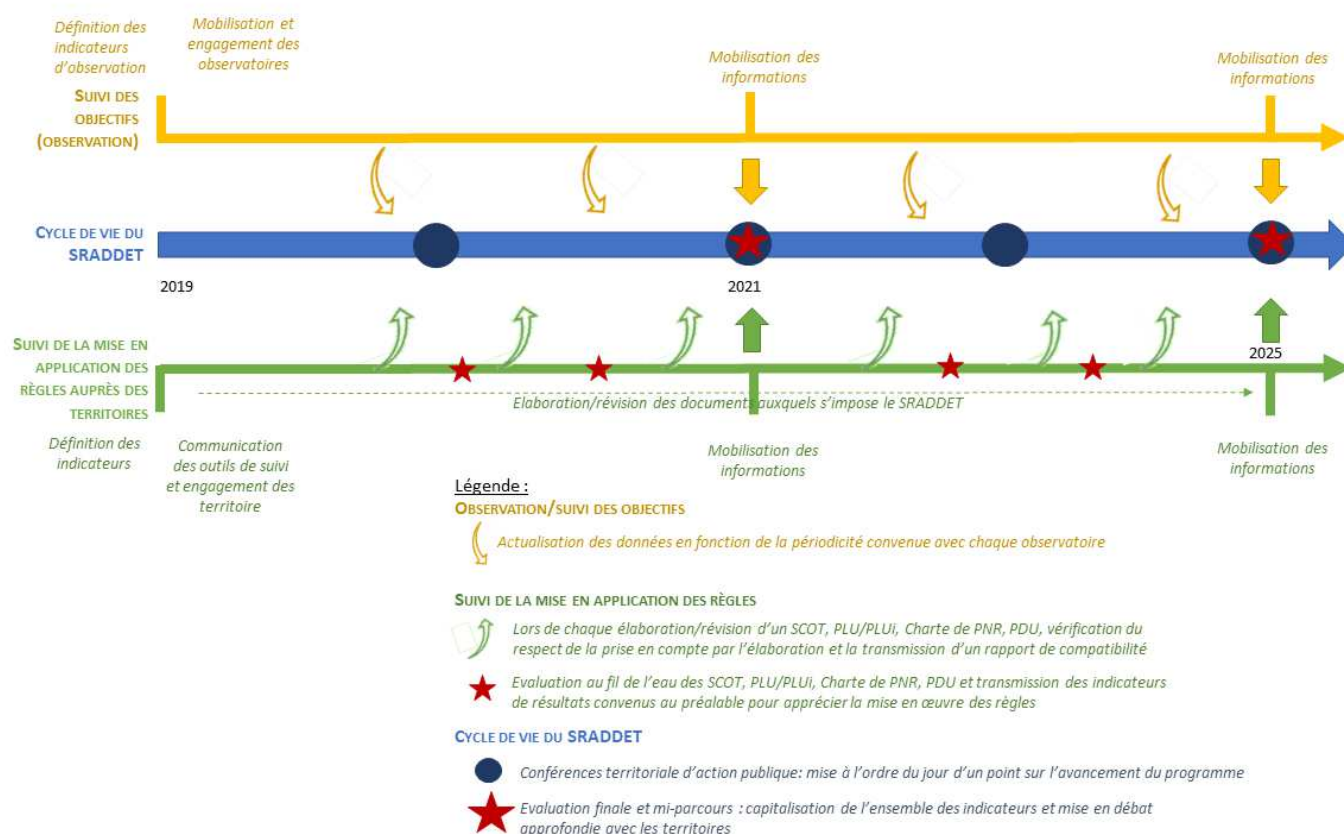 Définition des
indicateurs
d'observation
Mobilisation et
engagement des
observatoires
Mobilisation des
informations
Mobilisation des
informations
SUIVI DES
OBJECTIFS
(OBSERVATION)
CYCLE DE VIE DU
SRADDET
2019
2021
2025
SUIVI DE LA MISE EN
APPLICATION DES
RÈGLES AUPRÈS DES
TERRITOIRES
Elaboration/révision des documents auxquels s'impose le SRADDET
Définition des
indicateurs
Communication
des outils de suivi
et engagement des
territoire
Mobilisation des
informations
Mobilisation des
informations
Légende :
OBSERVATION/SUIVI DES OBJECTIFS
Actualisation des données en fonction de la périodicité convenue avec chaque observatoire
SUIVI DE LA MISE EN APPLICATION DES RÈGLES
Lors de chaque élaboration/révision d'un SCOT, PLU/PLUi, Charte de PNR, PDU, vérification du
respect de la prise en compte par l'élaboration et la transmission d'un rapport de compatibilité
Evaluation au fil de l'eau des SCOT, PLU/PLUi, Charte de PNR, PDU et transmission des indicateurs
de résultats convenus au préalable pour apprécier la mise en œuvre des règles
CYCLE DE VIE DU SRADDET
Conférences territoriale d'action publique: mise à l'ordre du jour d'un point sur l'avancement du programme
Evaluation finale et mi-parcours : capitalisation de l'ensemble des indicateurs et mise en débat
approfondie avec les territoires